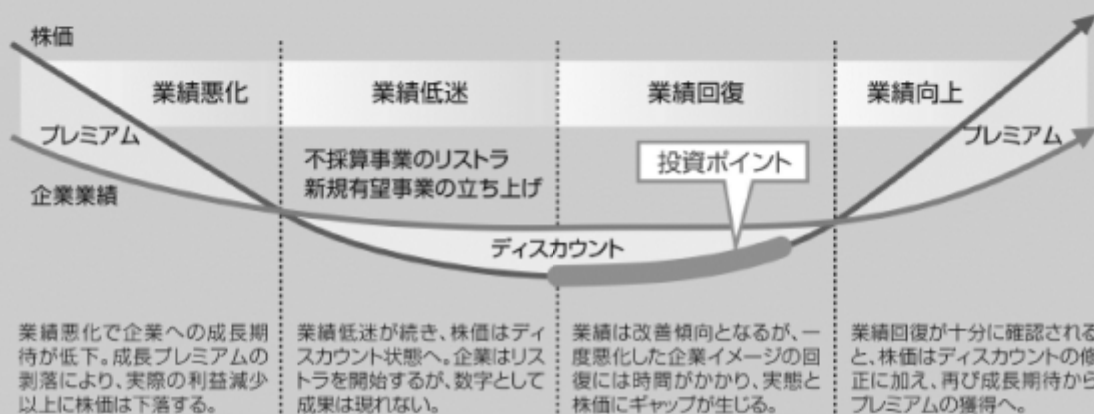 株価
業績悪化
業績低迷
業績回復
業績向上
プレミアム
プレミアム
企業業績
不採算事業のリストラ
新規有望事業の立ち上げ
投資ポイント
ディスカウント
業績悪化で企業への成長期
待が低下。成長プレミアムの
剥落により、実際の利益減少
以上に株価は下落する。
業績低迷が続き、株価はディ
スカウント状態へ。企業はリス
トラを開始するが、数字として
成果は現れない。
業績は改善傾向となるが、一
度悪化した企業イメージの回
復には時間がかかり、実態と
株価にギャップが生じる。
業績回復が十分に確認される
と、株価はディスカウントの修
正に加え、再び成長期待から
プレミアムの獲得へ。